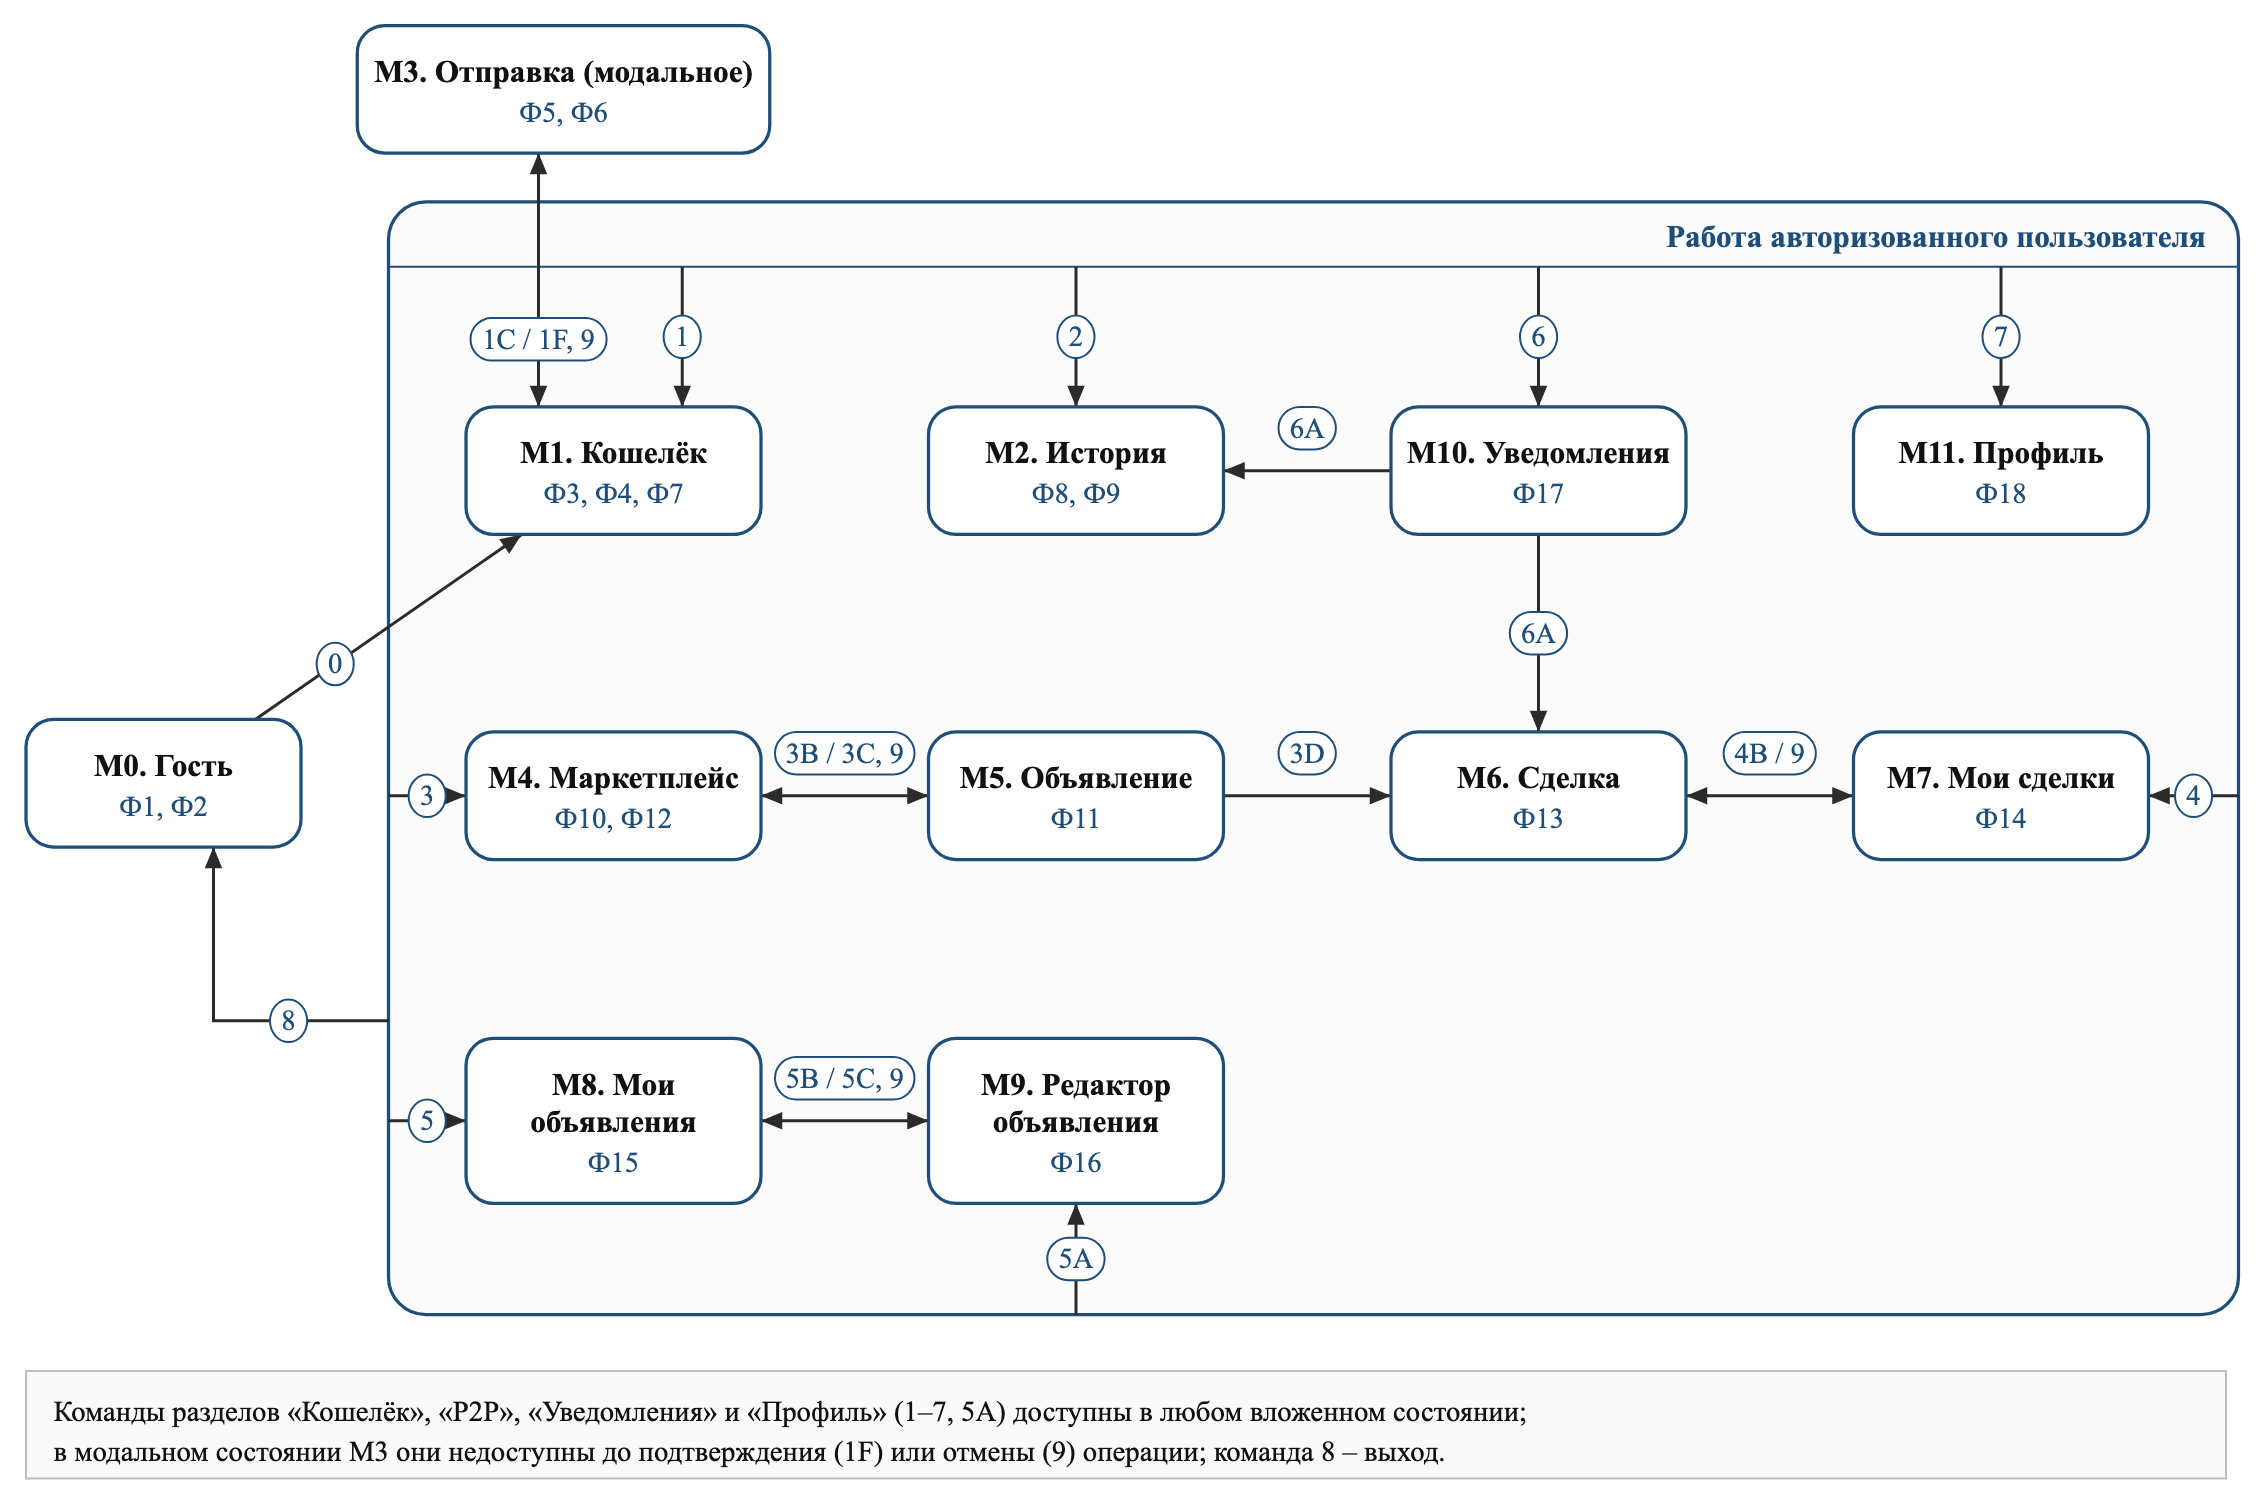 М3. Отправка (модальное)
Ф5, Ф6
Работа авторизованного пользователя
1C / 1F, 9
1
2
6
7
М1. Кошелёк
Ф3, Ф4, Ф7
М2. История
Ф8, Ф9
6A
М10. Уведомления
Ф17
М11. Профиль
Ф18
0
6A
М0. Гость
Ф1, Ф2
3
М4. Маркетплейс
Ф10, Ф12
3B / 3C, 9
М5. Объявление
Ф11
3D
М6. Сделка
Ф13
4B / 9
М7. Мои сделки
Ф14
4
8
5
М8. Мои
объявления
Ф15
5B / 5C, 9
М9. Редактор
объявления
Ф16
5A
Команды разделов «Кошелёк», «P2P», «Уведомления» и «Профиль» (1–7, 5A) доступны в любом вложенном состоянии;
в модальном состоянии М3 они недоступны до подтверждения (1F) или отмены (9) операции; команда 8 – выход.